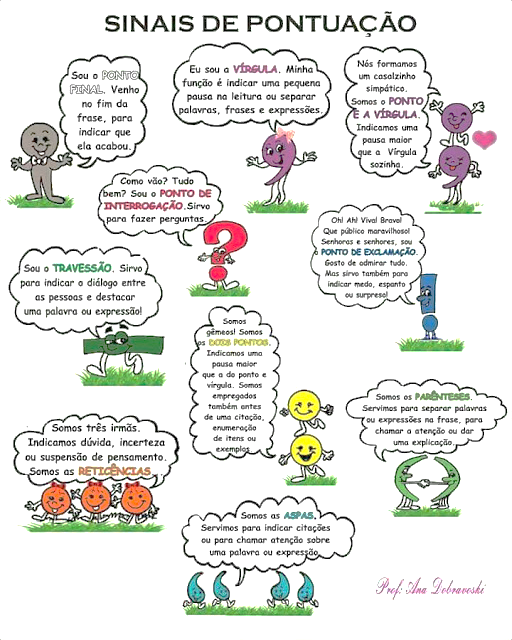 SINAIS DE PONTUAÇÃO
Sou o PONTO
FINAL. Venho
no fim da
frase, para
indicar que
ela acabou.
Eu sou a VÍRGULA. Minha
função é indicar uma pequena
pausa na leitura ou separar
palavras, frases e expressões.
Nós formamos
um casalzinho
simpático.
Somos o PONTO
E A VÍRGULA.
Indicamos uma
pausa maior
que a Vírgula
sozinha.
Como vão? Tudo
bem? Sou o PONTO DE
INTERROGAÇÃO.Sirvo
para fazer perguntas.
Oh! Ah! Viva! Bravo!
Que público maravilhoso!
Senhoras e senhores, sou
o PONTO DE EXCLAMAÇÃO.
Gosto de admirar tudo.
Mas sirvo também para
indicar medo, espanto
ou surpresa!
Sou o TRAVESSÃO. Sirvo
para indicar o diálogo entre
as pessoas e destacar
uma palavra ou expressão!
Somos
gêmeos! Somos
os DOIS PONTOS.
Indicamos uma
pausa maior
que a do ponto e
vírgula. Somos
empregados
também antes
de uma citação,
enumeração
de itens ou
exemplos
Somos os PARÊNTESES.
Servimos para separar palavras
ou expressões na frase, para
chamar a atenção ou dar
uma explicação.
Somos três irmãs.
Indicamos dúvida, incerteza
ou suspensão de pensamento.
Somos as RETICÊNCIAS...
Somos as ASPAS.
Servimos para indicar citações
ou para chamar atenção sobre
uma palavra ou expressão
Prof: Ana Dobravoski